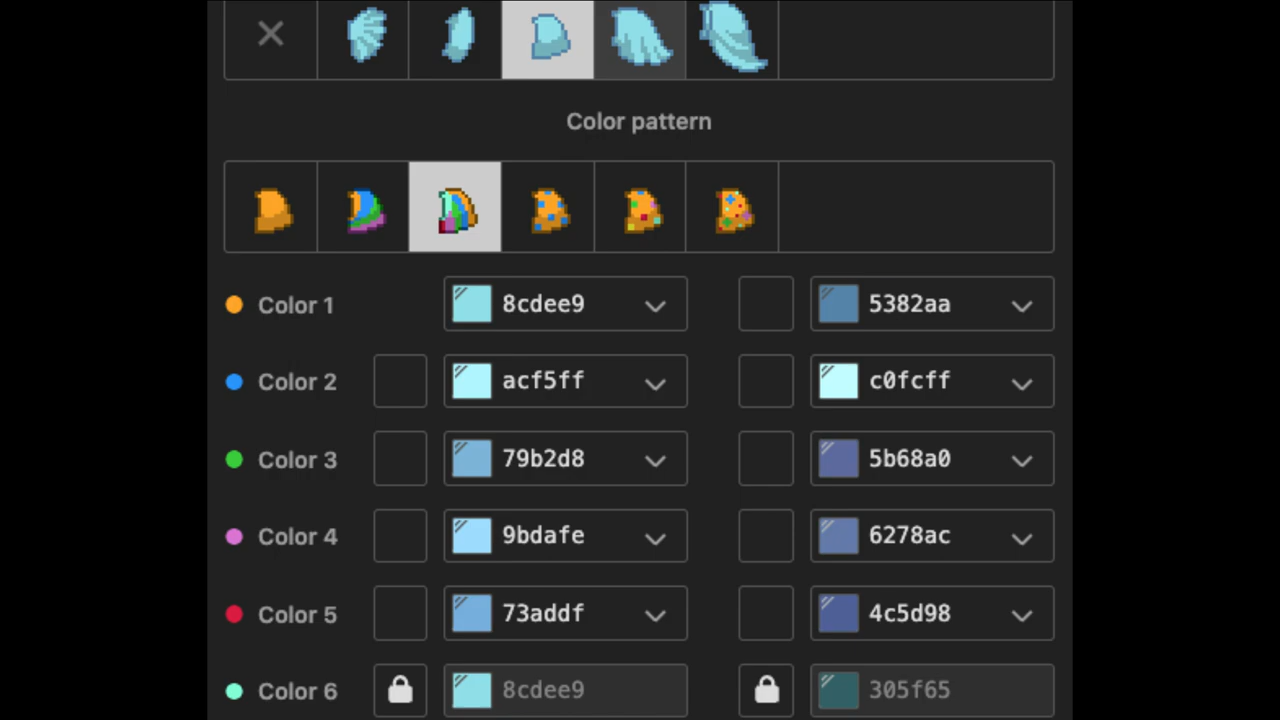 Color pattern
Color 1 8cdee9 5382aa
Color 2 acf5ff c0fcff
Color 3 79b2d8 5b68a0
Color 4 9bdafe 6278ac
Color 5 73addf 4c5d98
Color 6 8cdee9 305f65